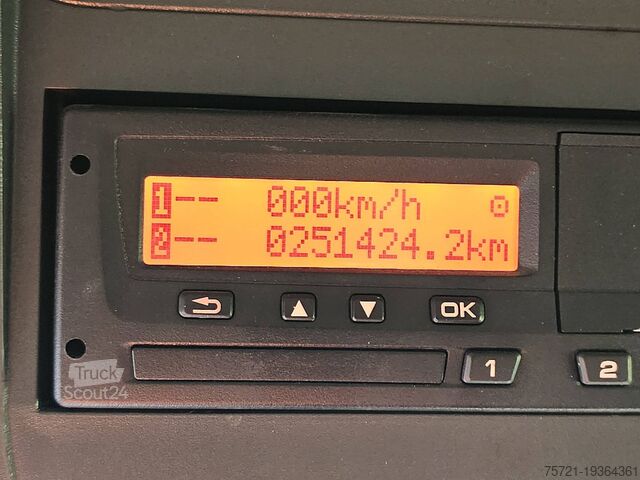 1-- 000km/h ⊙
2-- 0251424.2km
OK
1 2
Truck
Scout24
75721-19364361